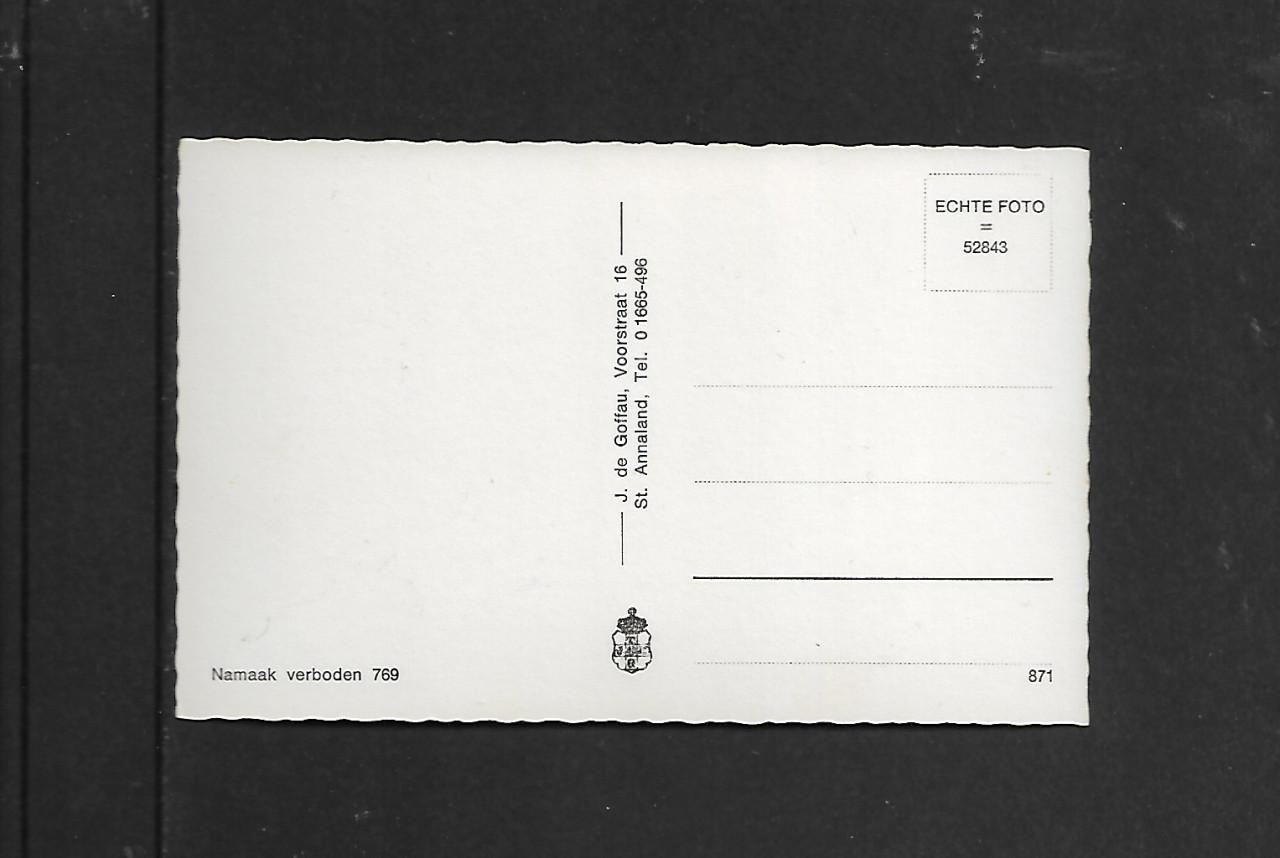 ECHTE FOTO
=
52843
J. de Goffau, Voorstraat 16
St. Annaland, Tel. 0 1665-496
Namaak verboden 769
871